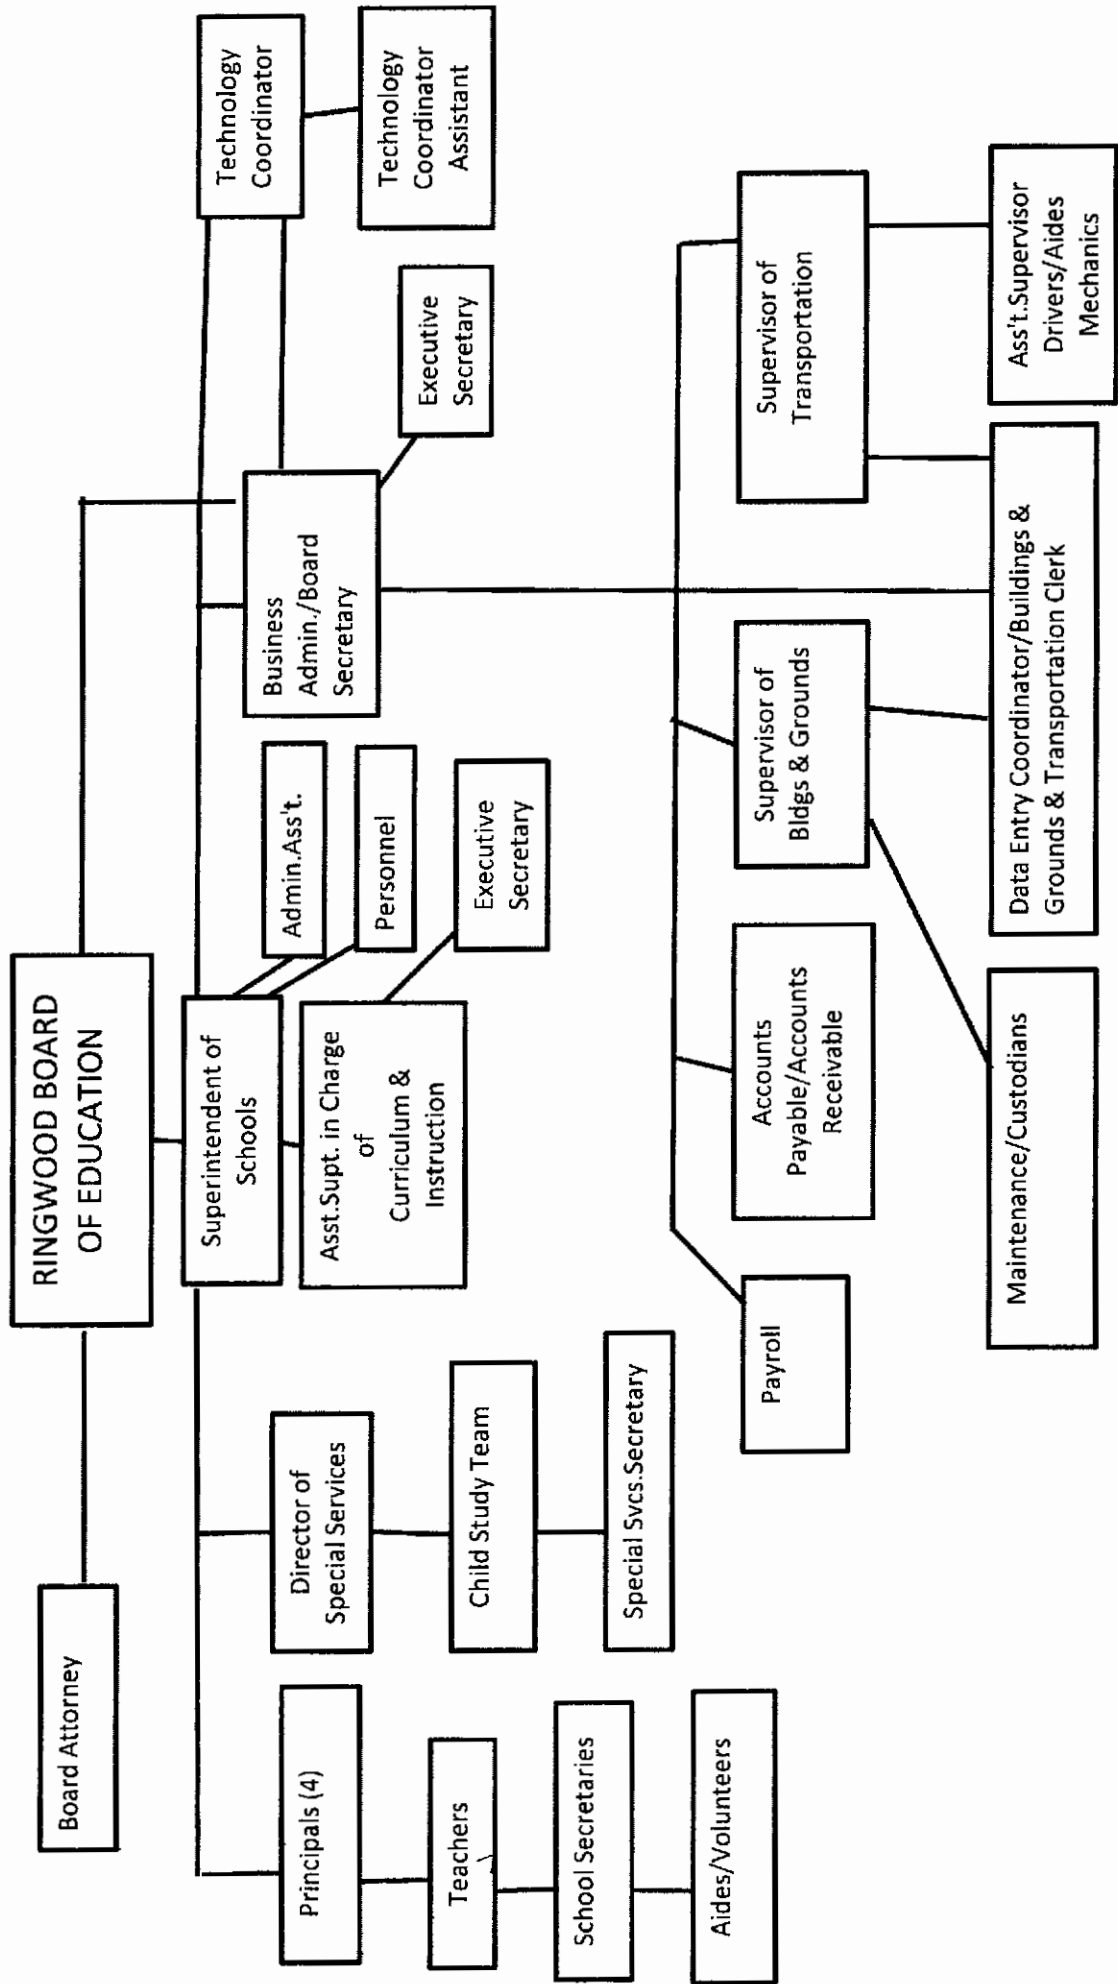 RINGWOOD BOARD
OF EDUCATION
Board Attorney
Superintendent of
Schools
Technology
Coordinator
Principals (4)
Director of
Special Services
Asst.Supt. in Charge
of
Curriculum &
Instruction
Admin.Ass't.
Personnel
Business
Admin./Board
Secretary
Technology
Coordinator
Assistant
Executive
Secretary
Executive
Secretary
Teachers
Child Study Team
School Secretaries
Special Svcs.Secretary
Aides/Volunteers
Payroll
Accounts
Payable/Accounts
Receivable
Supervisor of
Bldgs & Grounds
Supervisor of
Transportation
Maintenance/Custodians
Data Entry Coordinator/Buildings &
Grounds & Transportation Clerk
Ass't.Supervisor
Drivers/Aides
Mechanics